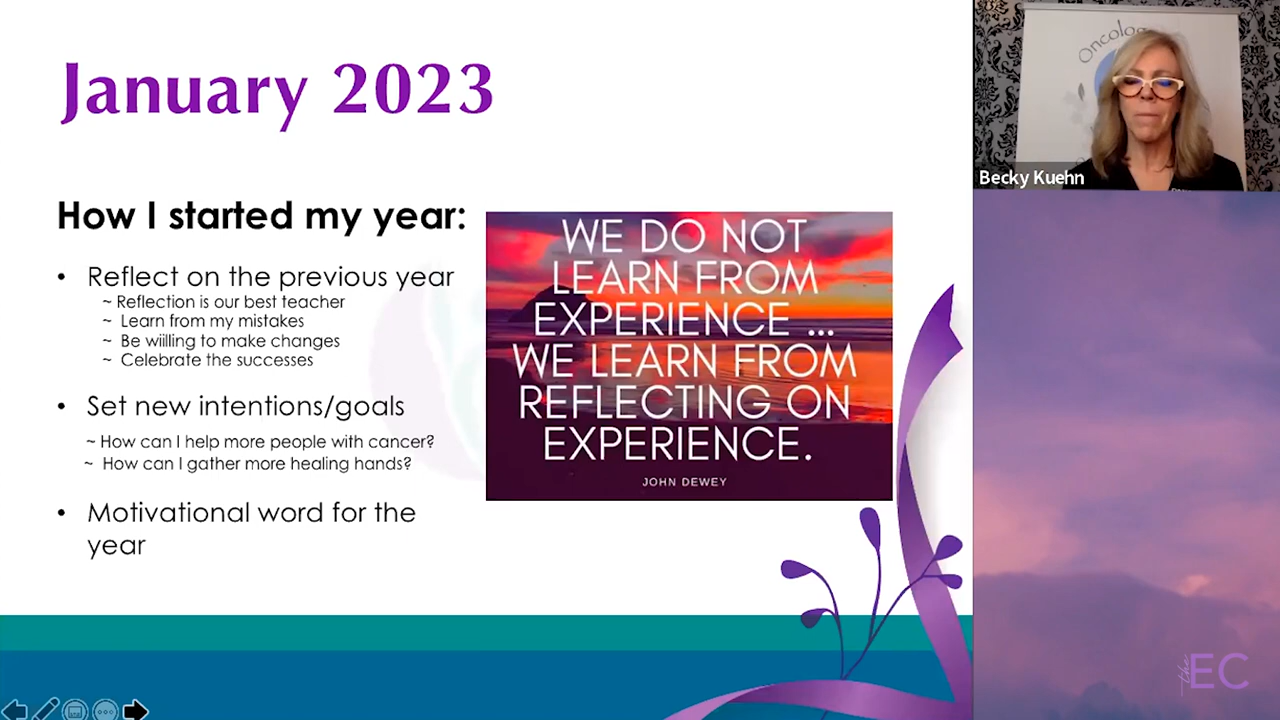 January 2023
How I started my year:
• Reflect on the previous year
~ Reflection is our best teacher
~ Learn from my mistakes
~ Be wiilling to make changes
~ Celebrate the successes
• Set new intentions/goals
~ How can I help more people with cancer?
~ How can I gather more healing hands?
• Motivational word for the
year
WE DO NOT
LEARN FROM
EXPERIENCE ...
WE LEARN FROM
REFLECTING ON
EXPERIENCE.
JOHN DEWEY
Becky Kuehn
the EC